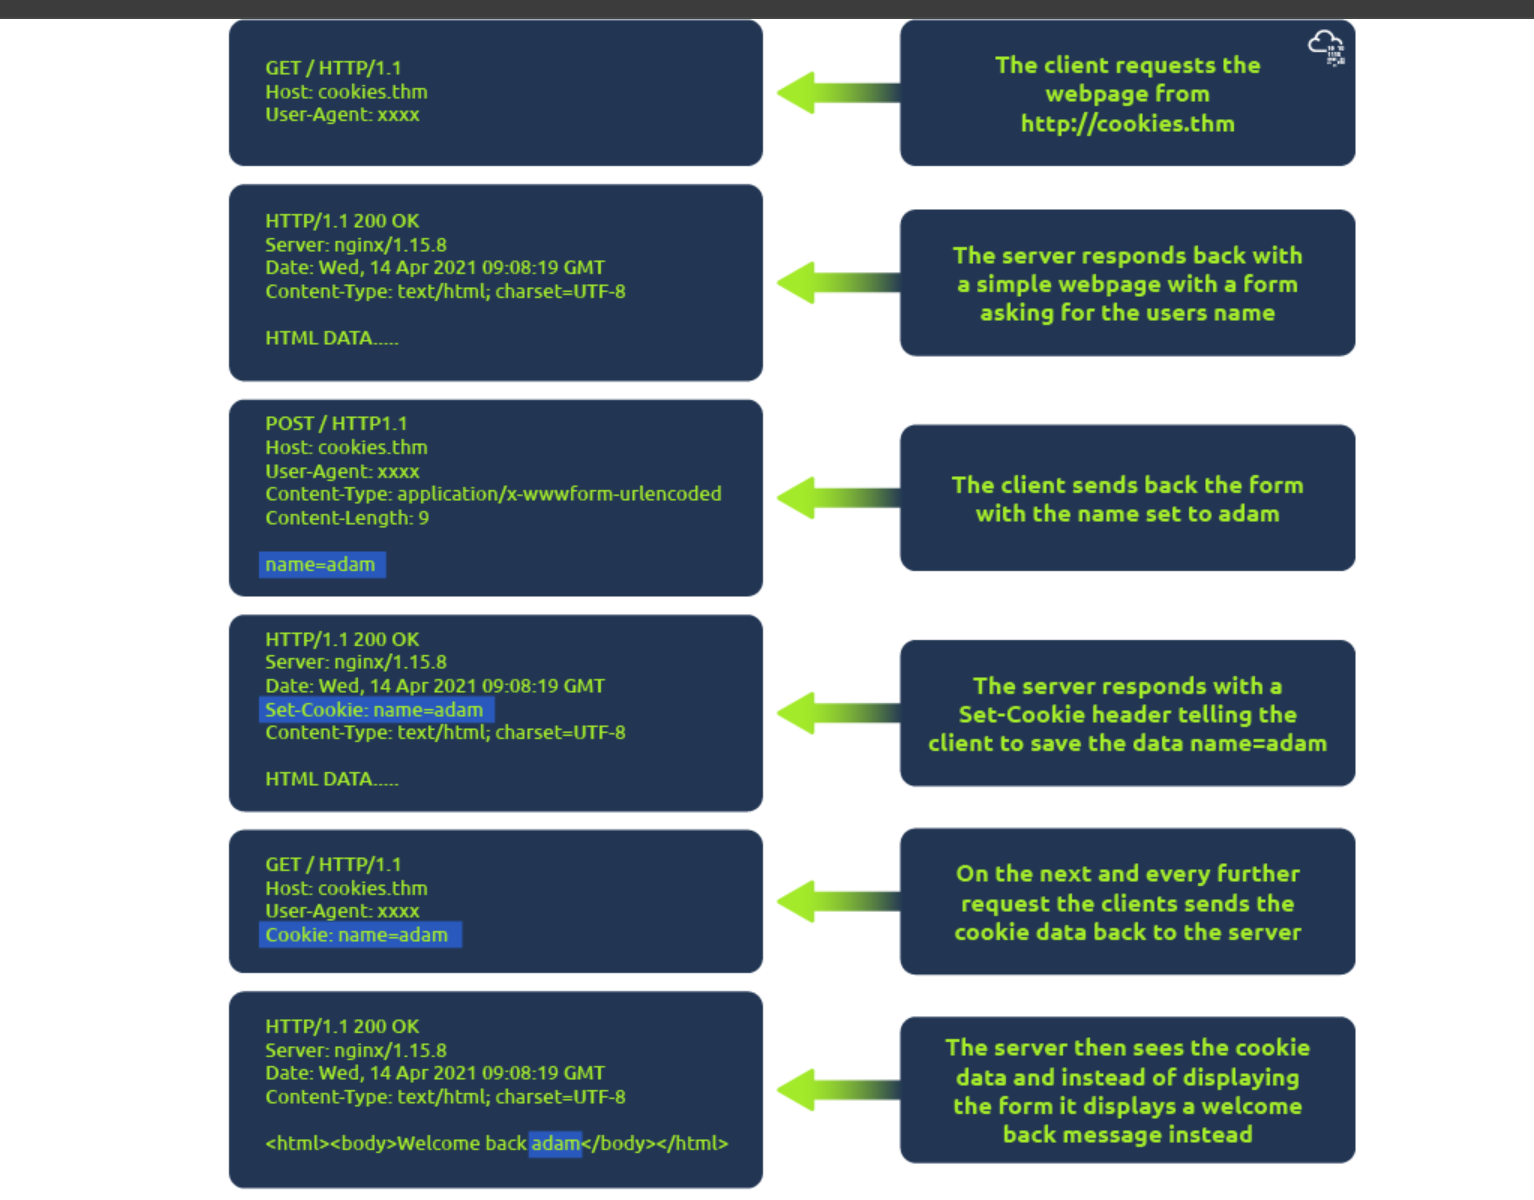 GET / HTTP/1.1
Host: cookies.thm
User-Agent: xxxx
The client requests the
webpage from
http://cookies.thm
HTTP/1.1 200 OK
Server: nginx/1.15.8
Date: Wed, 14 Apr 2021 09:08:19 GMT
Content-Type: text/html; charset=UTF-8
HTML DATA.....
The server responds back with
a simple webpage with a form
asking for the users name
POST / HTTP1.1
Host: cookies.thm
User-Agent: xxxx
Content-Type: application/x-wwwform-urlencoded
Content-Length: 9
name=adam
The client sends back the form
with the name set to adam
HTTP/1.1 200 OK
Server: nginx/1.15.8
Date: Wed, 14 Apr 2021 09:08:19 GMT
Set-Cookie: name=adam
Content-Type: text/html; charset=UTF-8
HTML DATA.....
The server responds with a
Set-Cookie header telling the
client to save the data name=adam
GET / HTTP/1.1
Host: cookies.thm
User-Agent: xxxx
Cookie: name=adam
On the next and every further
request the clients sends the
cookie data back to the server
HTTP/1.1 200 OK
Server: nginx/1.15.8
Date: Wed, 14 Apr 2021 09:08:19 GMT
Content-Type: text/html; charset=UTF-8
<html><body>Welcome back adam</body></html>
The server then sees the cookie
data and instead of displaying
the form it displays a welcome
back message instead